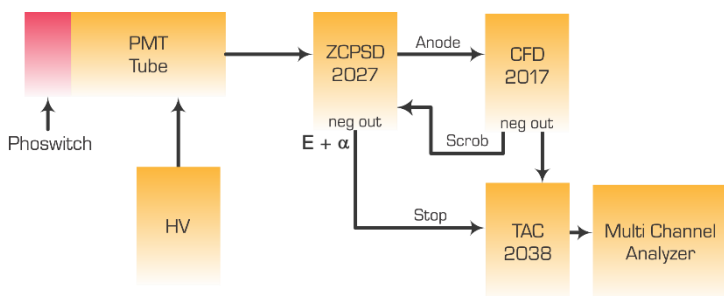 PMT
Tube
ZCPSD
2027
Anode
CFD
2017
neg out
neg out
Phoswitch
Scrob
E + α
HV
Stop
TAC
2038
Multi Channel
Analyzer